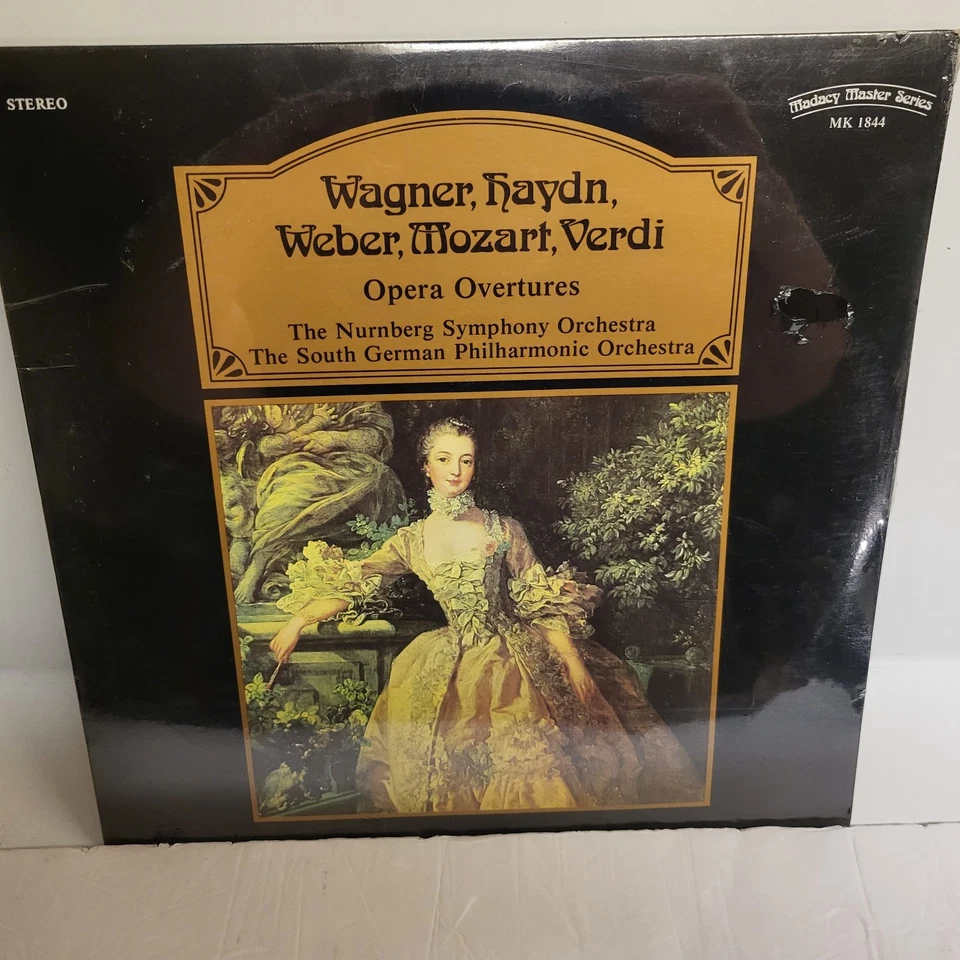 STEREO
Madacy Master Series
MK 1844
Wagner, Haydn,
Weber, Mozart, Verdi
Opera Overtures
The Nurnberg Symphony Orchestra
The South German Philharmonic Orchestra